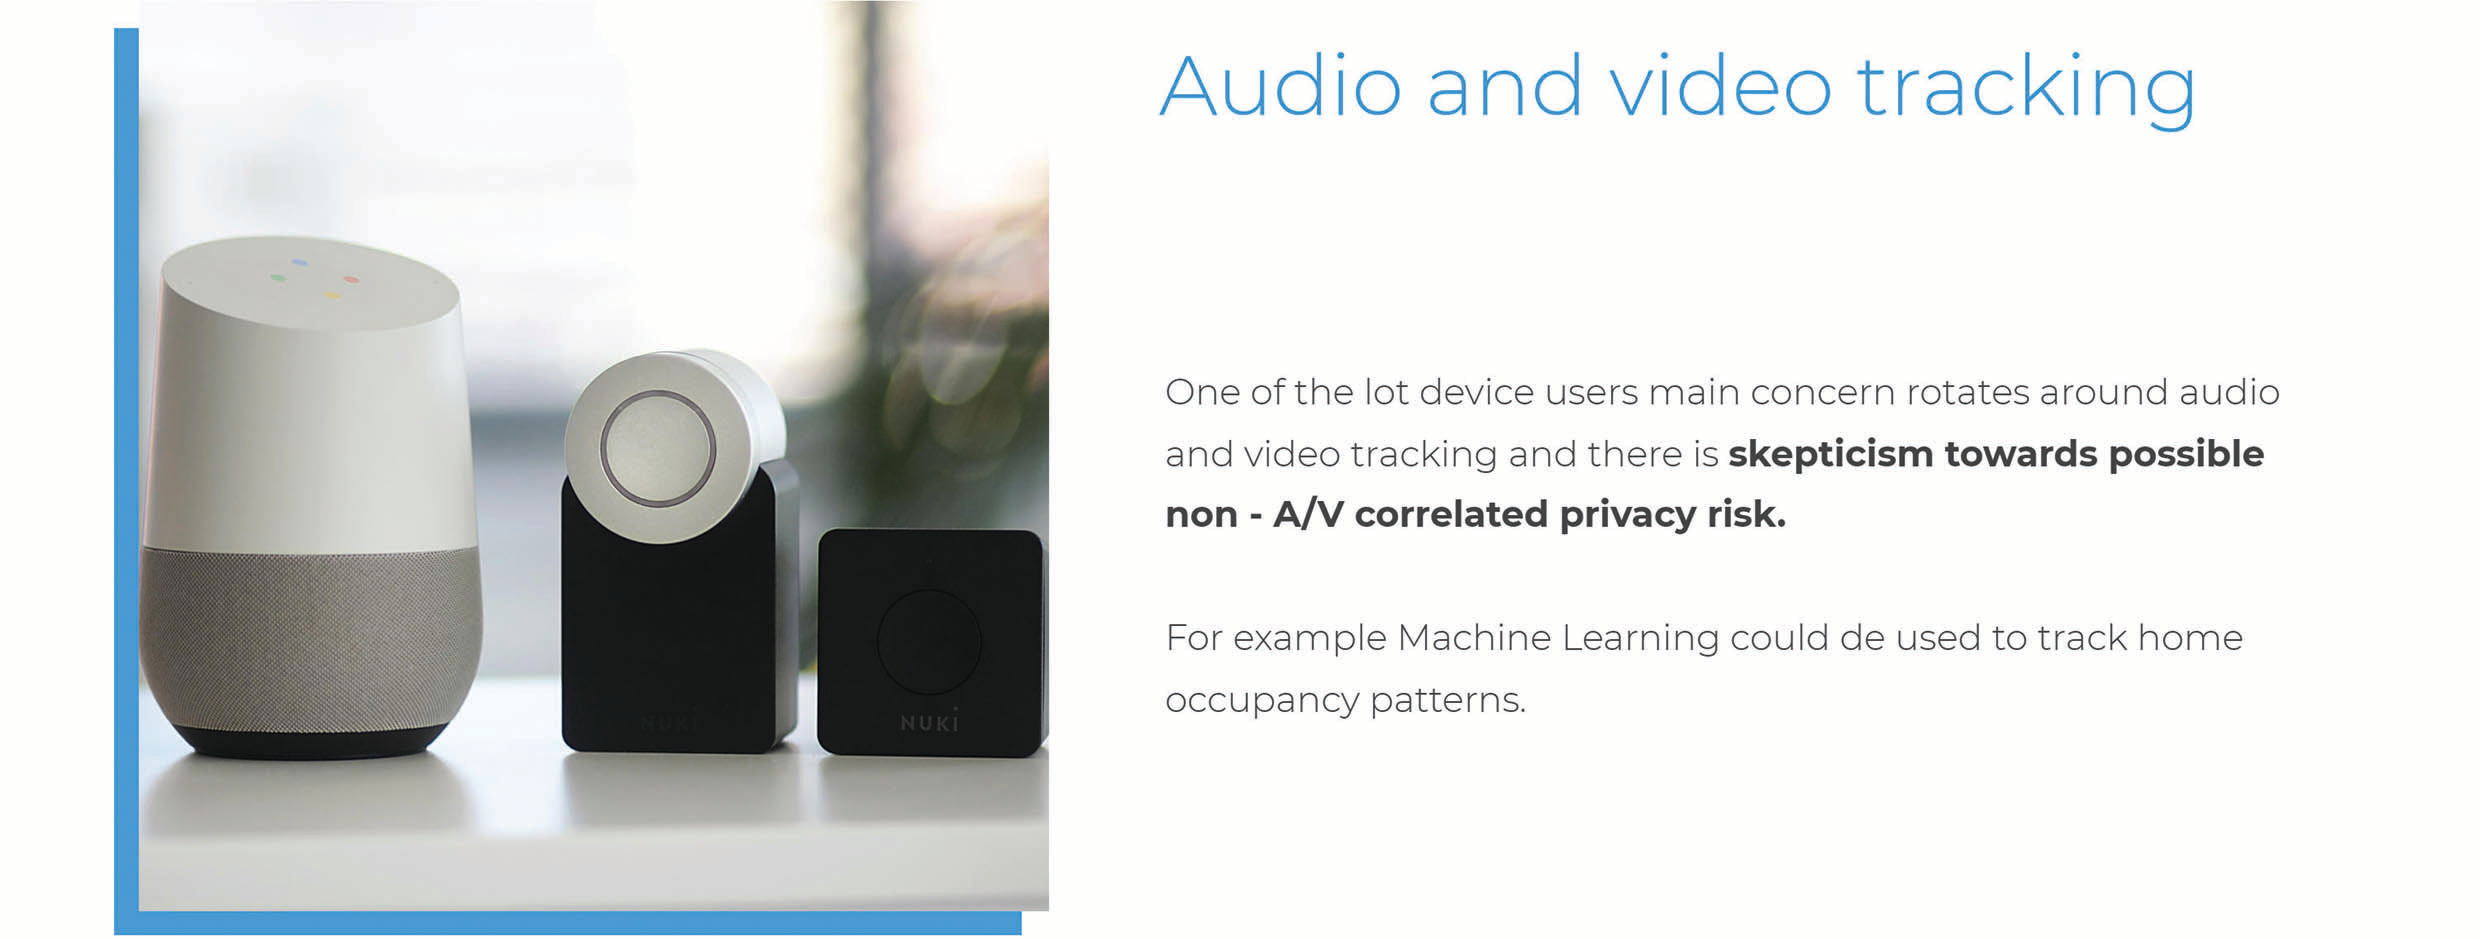 Audio and video tracking
One of the lot device users main concern rotates around audio
and video tracking and there is skepticism towards possible
non - A/V correlated privacy risk.
For example Machine Learning could de used to track home
occupancy patterns.
NUKi
NUKi